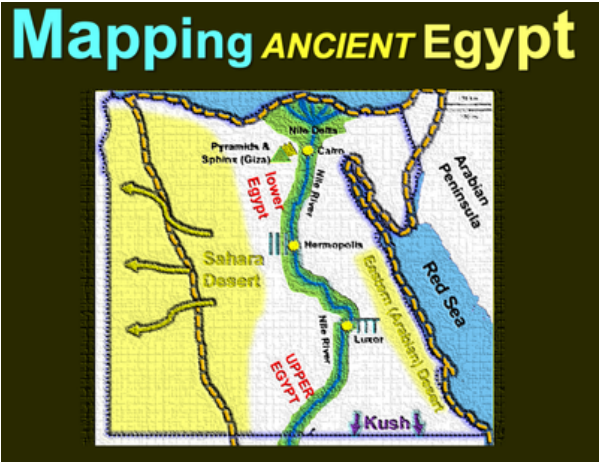 Mapping ANCIENT Egypt
Nile Delta
Pyramids &
Sphinx (Giza)
Cairo
lower
Egypt
Nile River
Arabian
Peninsula
Hermopolis
Sahara
Desert
Eastern (Arabian) Desert
Red Sea
Nile River
Luxor
UPPER
EGYPT
Kush